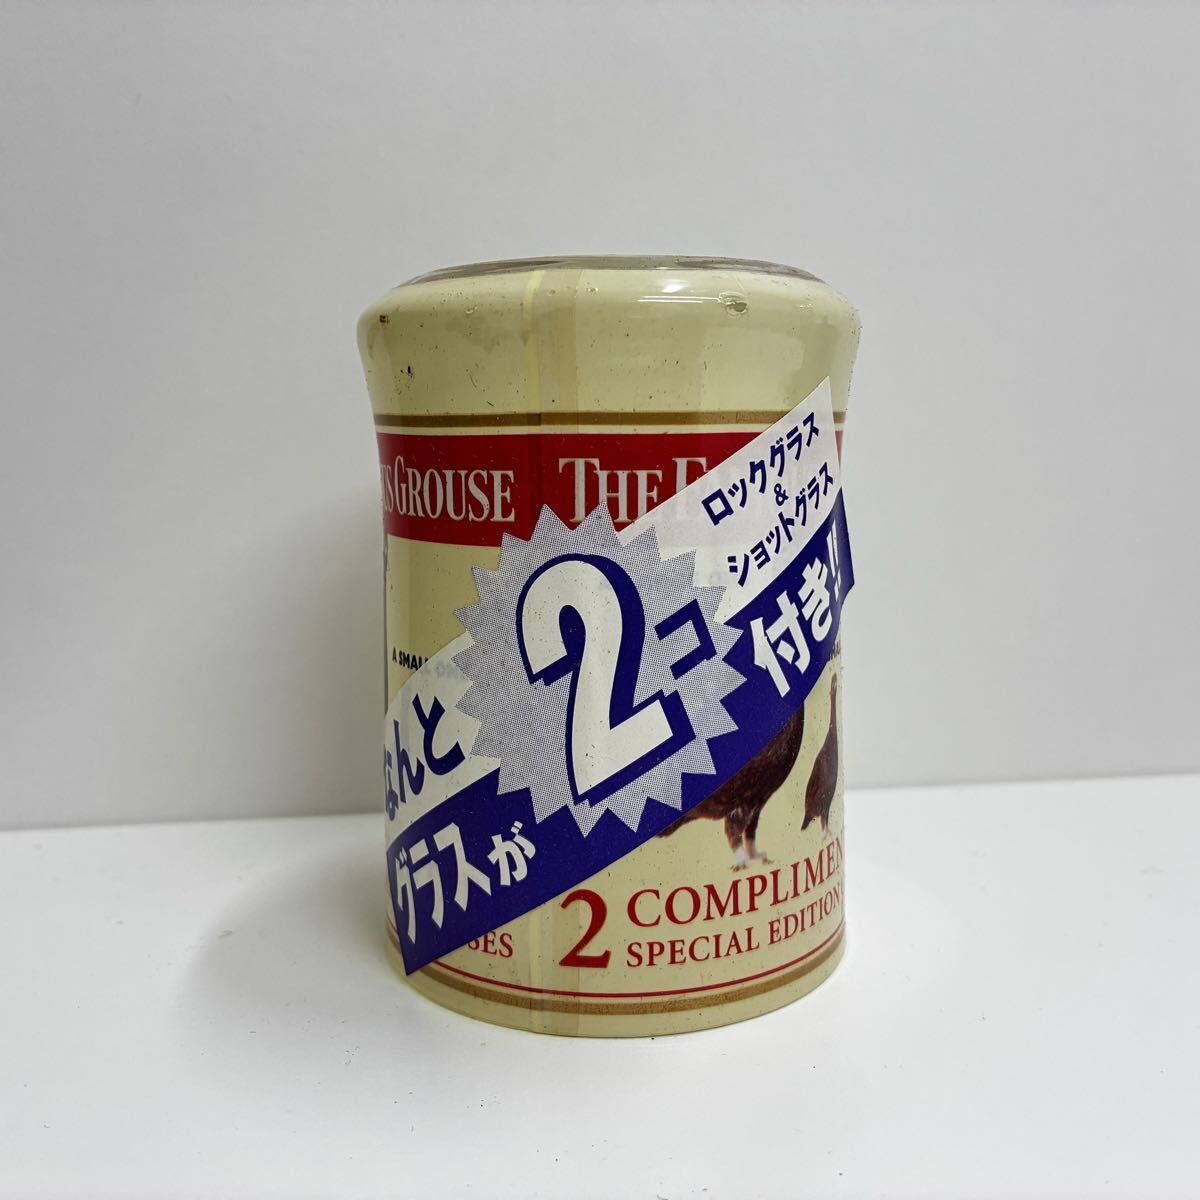 GROUSE THE
ロックグラス
&
ショットグラス
付き!!
2コ
なんと
グラスが
A SMALL
SES
2 COMPLIMEN
SPECIAL EDITION